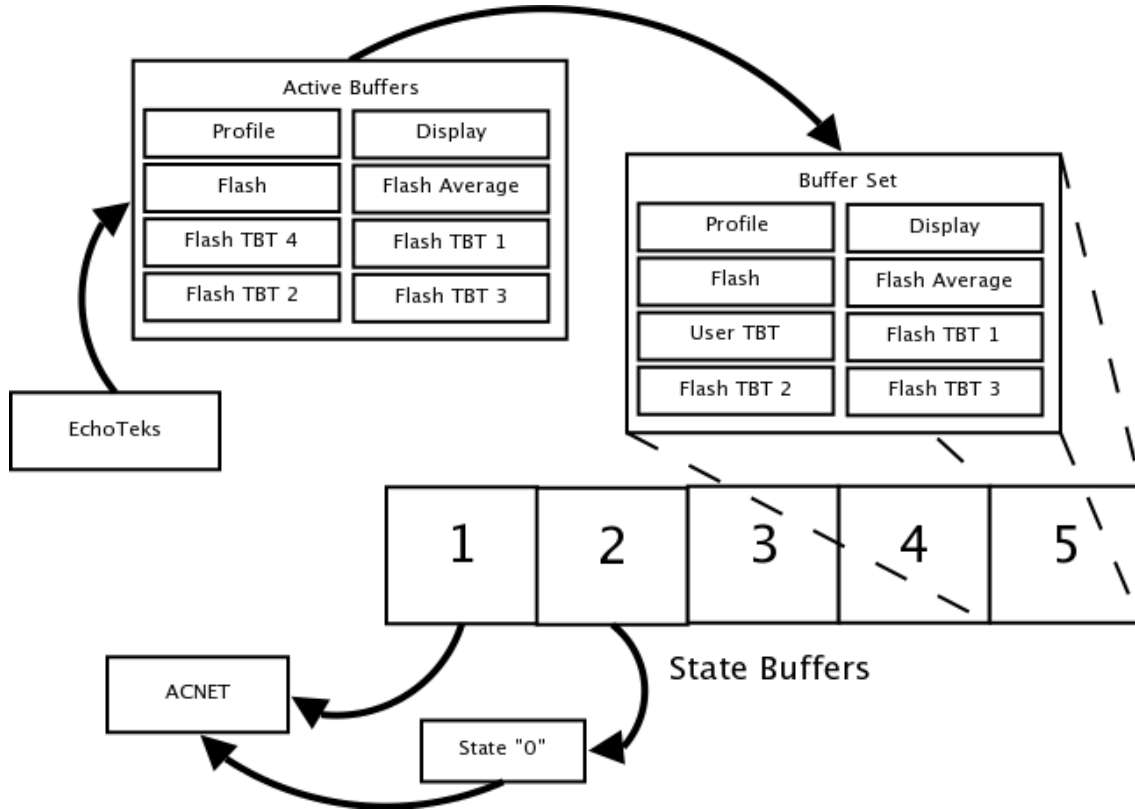 Active Buffers
Profile
Display
Flash
Flash Average
Flash TBT 4
Flash TBT 1
Flash TBT 2
Flash TBT 3
Buffer Set
Profile
Display
Flash
Flash Average
User TBT
Flash TBT 1
Flash TBT 2
Flash TBT 3
EchoTeks
1
2
3
4
5
State Buffers
ACNET
State "0"